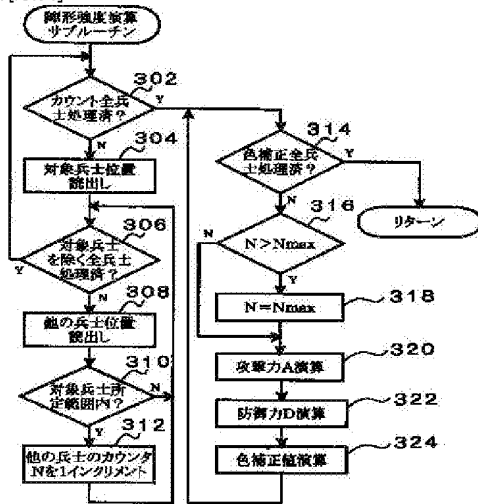 陣形強度演算
サブルーチン
302
カウント全兵
士処理済？
Y
N
304
対象兵士位置
読出し
306
対象兵士
を除く全兵士
処理済？
Y
N
308
他の兵士位置
読出し
310
対象兵士所
定範囲内？
N
Y
312
他の兵士のカウンタ
Nを1インクリメント
314
色補正全兵
士処理済？
Y
N
リターン
316
N＞Nmax
N
Y
318
N＝Nmax
320
攻撃力A演算
322
防御力D演算
324
色補正値演算